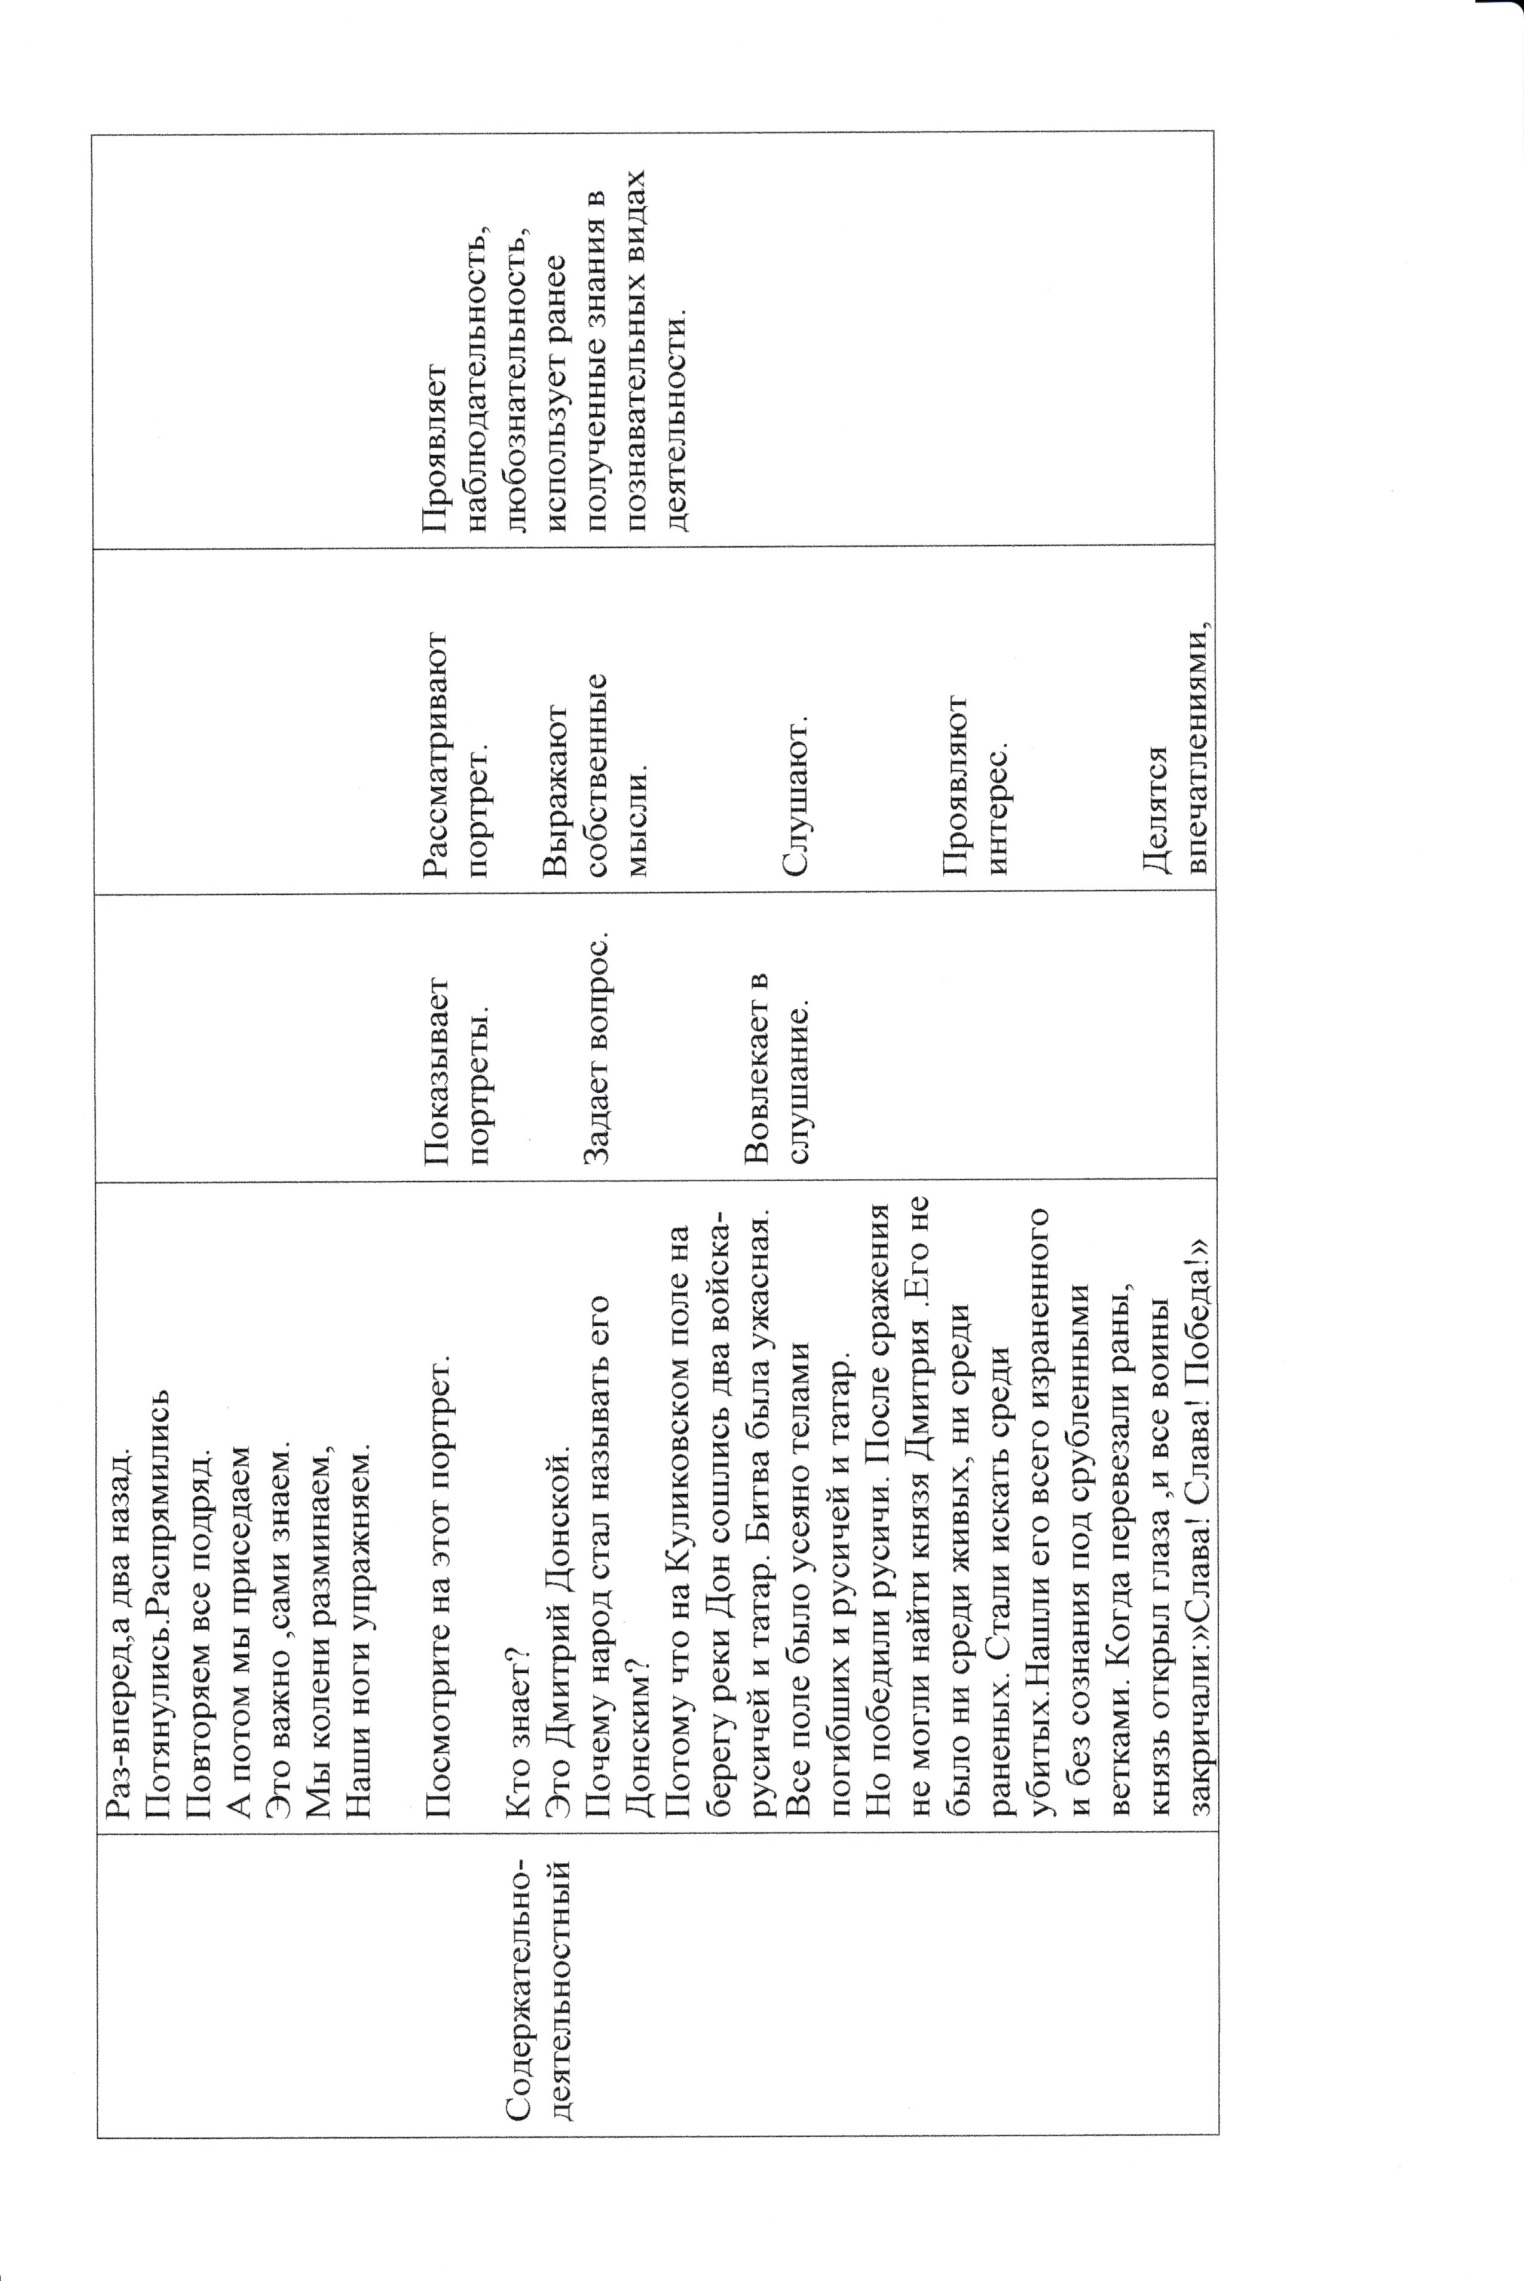 Содержательно-
деятельностный
Раз-вперед,а два назад.
Потянулись.Распрямились
Повторяем все подряд.
А потом мы приседаем
Это важно ,сами знаем.
Мы колени разминаем,
Наши ноги упражняем.
Посмотрите на этот портрет.
Кто знает?
Это Дмитрий Донской.
Почему народ стал называть его
Донским?
Потому что на Куликовском поле на
берегу реки Дон сошлись два войска-
русичей и татар. Битва была ужасная.
Все поле было усеяно телами
погибших и русичей и татар.
Но победили русичи. После сражения
не могли найти князя Дмитрия .Его не
было ни среди живых, ни среди
раненых. Стали искать среди
убитых.Нашли его всего израненного
и без сознания под срубленными
ветками. Когда перевезали раны,
князь открыл глаза ,и все воины
закричали:»Слава! Слава! Победа!»
Показывает
портреты.
Задает вопрос.
Вовлекает в
слушание.
Рассматривают
портрет.
Выражают
собственные
мысли.
Слушают.
Проявляют
интерес.
Делятся
впечатлениями,
Проявляет
наблюдательность,
любознательность,
использует ранее
полученные знания в
познавательных видах
деятельности.